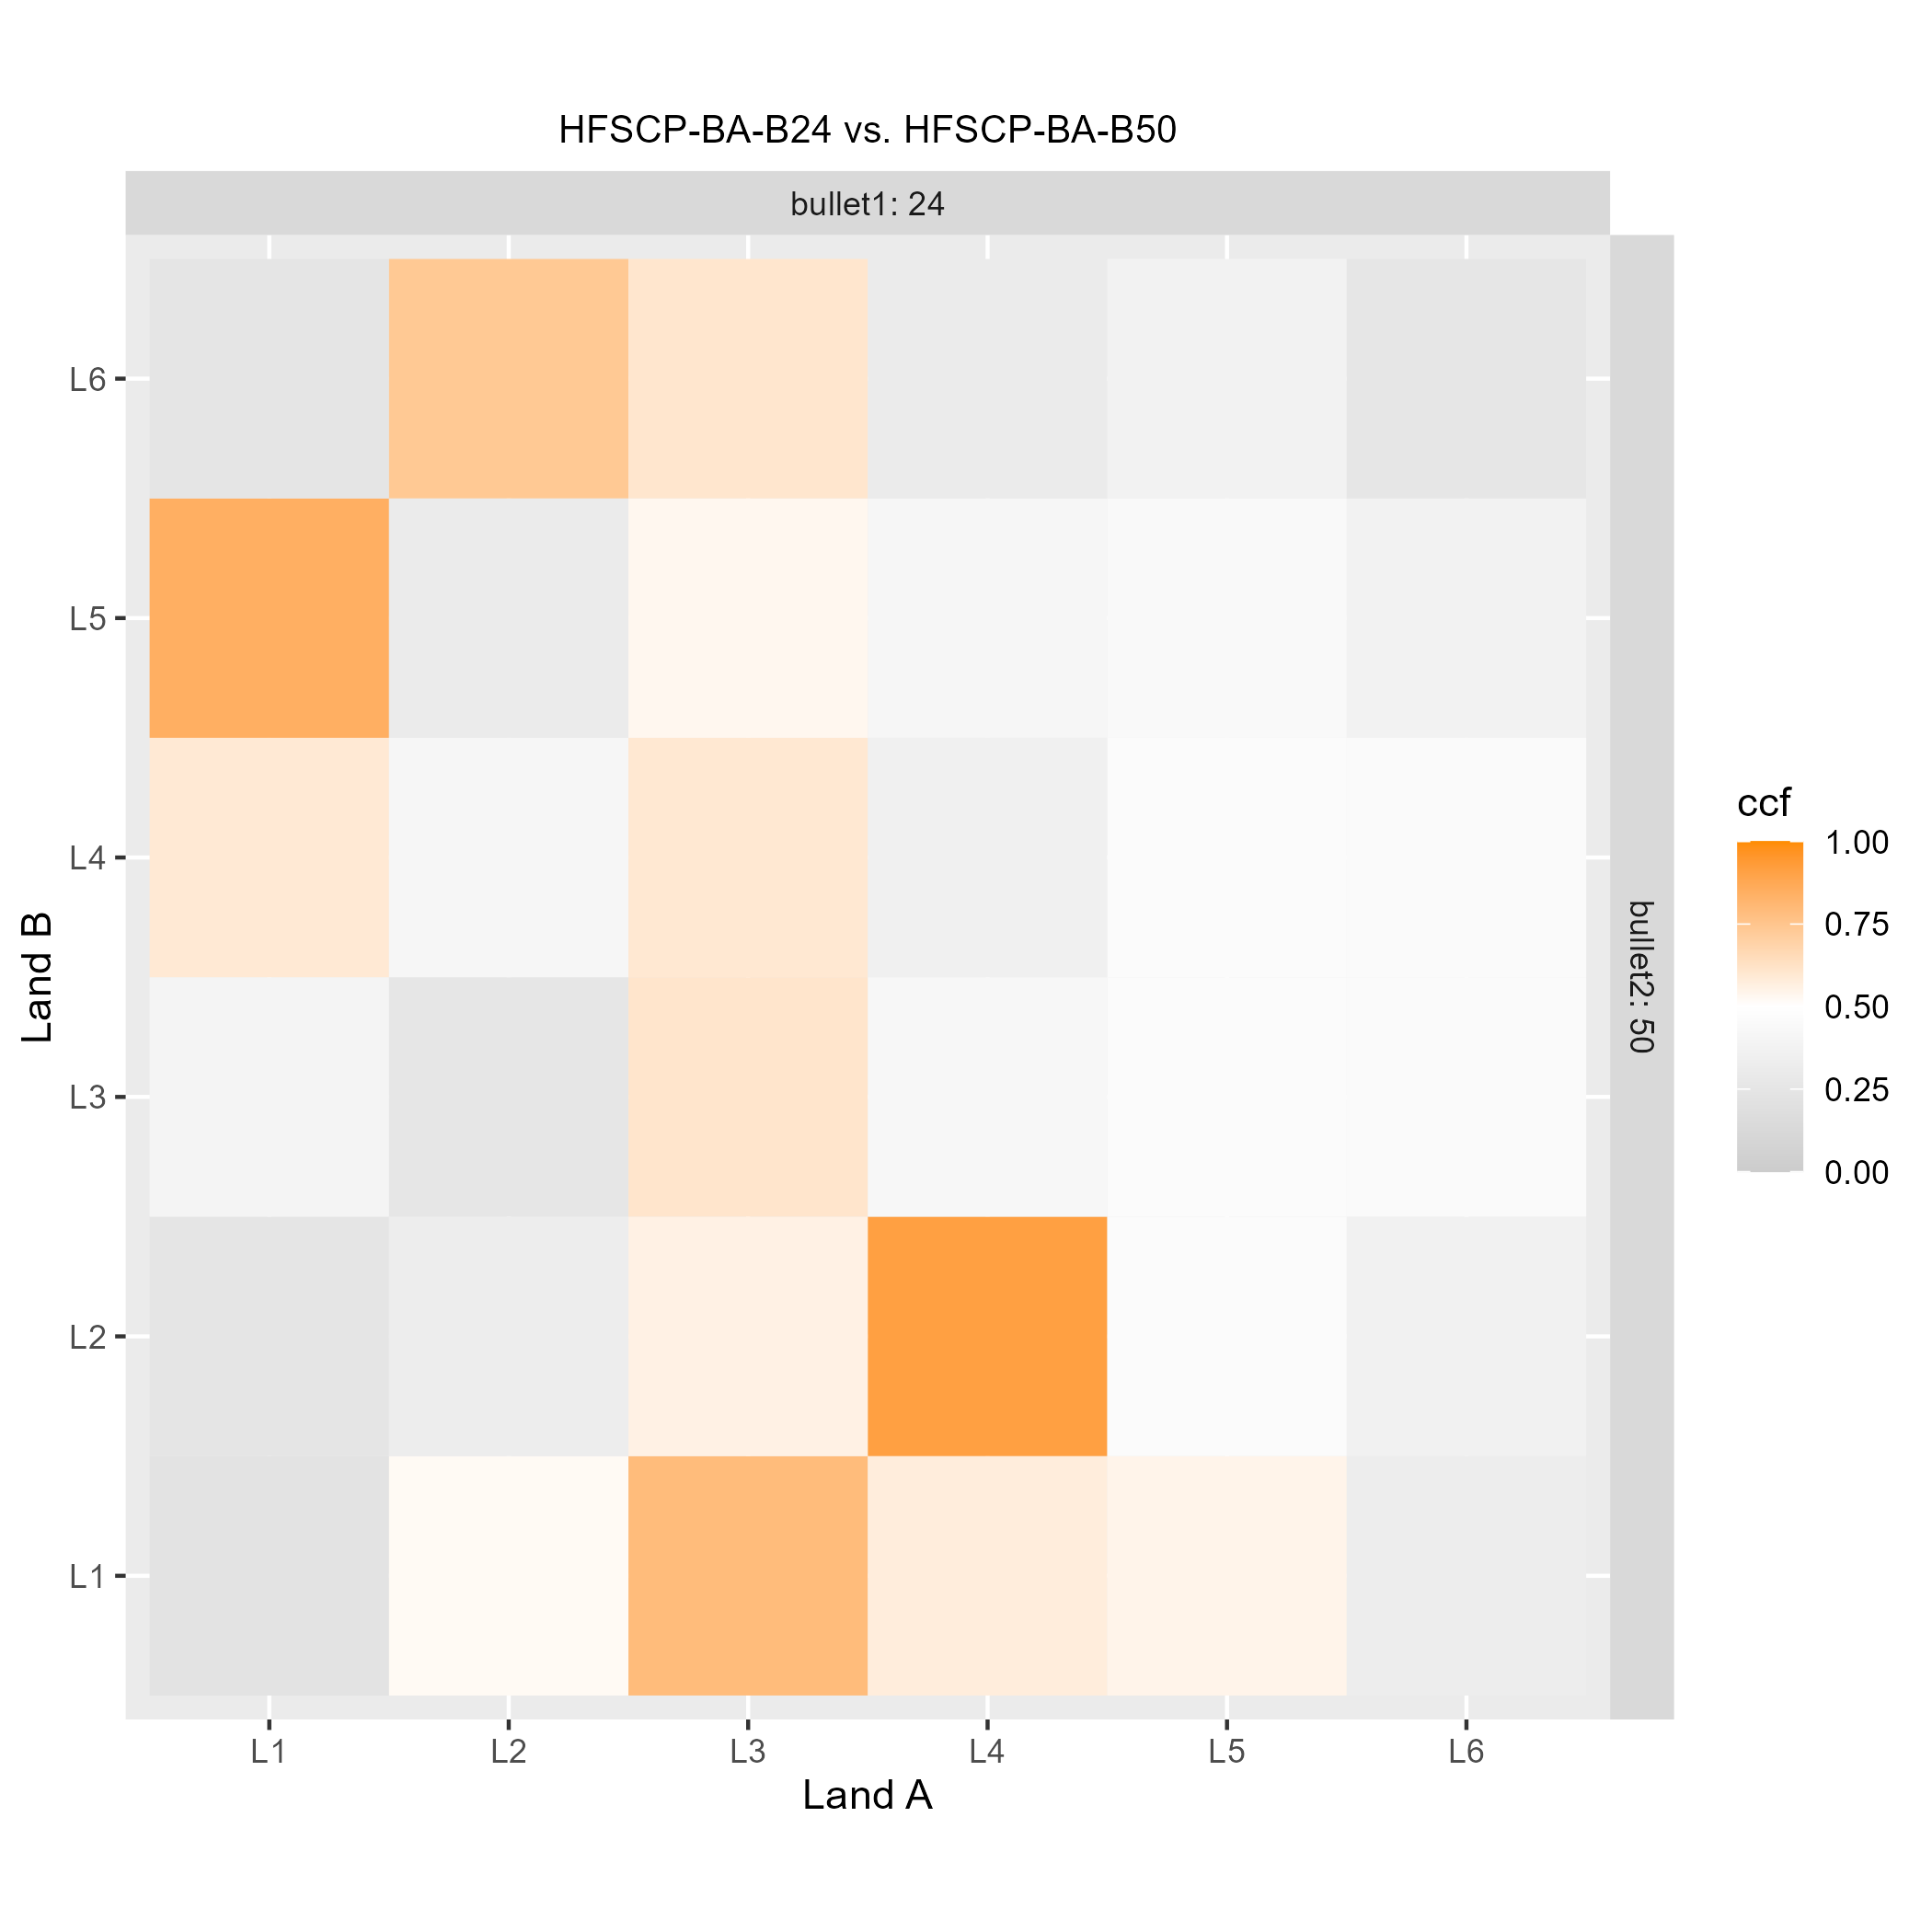 HFSCP-BA-B24 vs. HFSCP-BA-B50
bullet1: 24
L6
L5
L4
L3
L2
L1
Land B
L1 L2 L3 L4 L5 L6
Land A
bullet2: 50
ccf
1.00
0.75
0.50
0.25
0.00